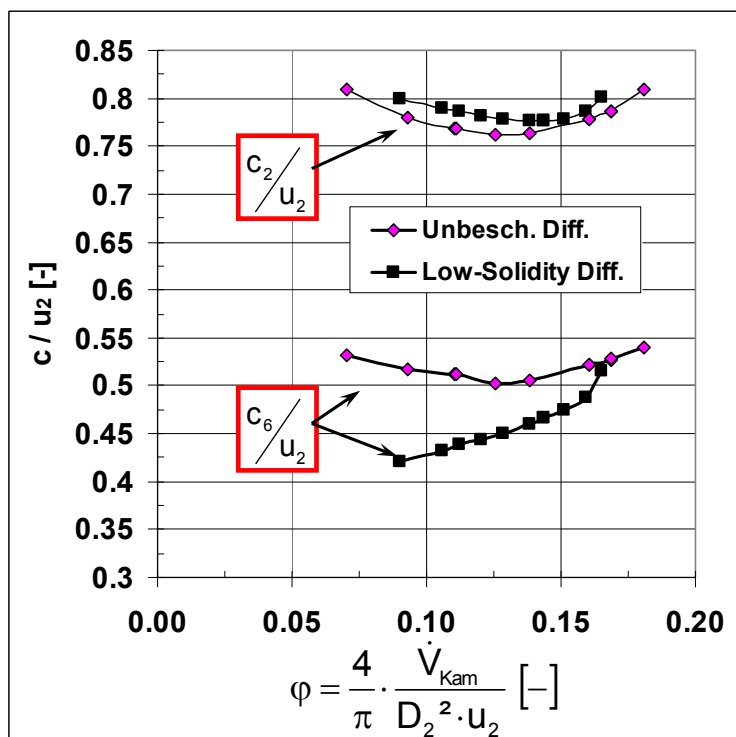 0.85
0.8
0.75
0.7
0.65
0.6
0.55
0.5
0.45
0.4
0.35
0.3
c / u2 [-]
c₂/u₂
Unbesch. Diff.
Low-Solidity Diff.
c₆/u₂
0.00 0.05 0.10 0.15 0.20
φ = 4/π · V̇Kam/D₂² · u₂ [−]